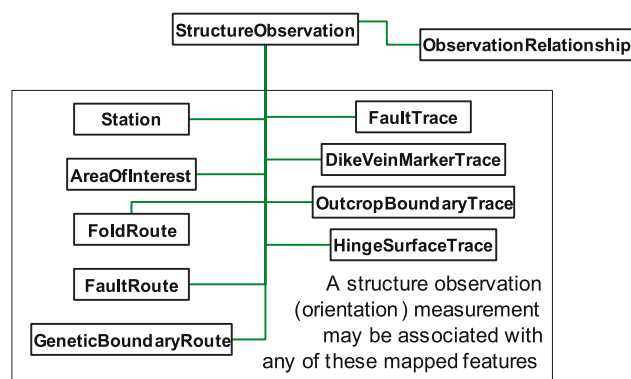 StructureObservation
ObservationRelationship
Station
FaultTrace
DikeVeinMarkerTrace
AreaOfInterest
OutcropBoundaryTrace
FoldRoute
HingeSurfaceTrace
FaultRoute
A structure observation
(orientation) measurement
may be associated with
any of these mapped features
GeneticBoundaryRoute